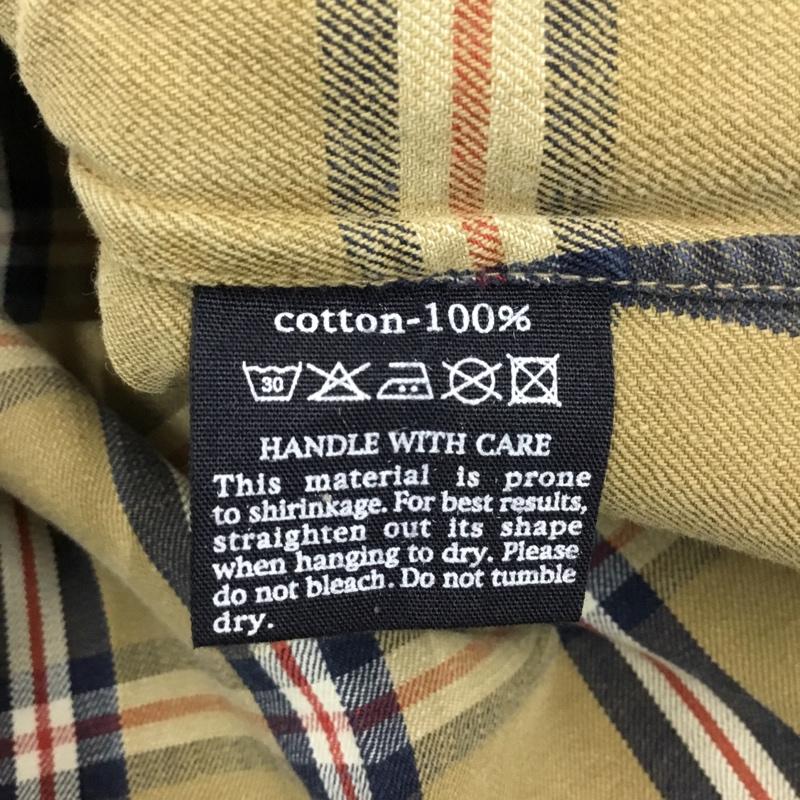 cotton-100%
30
HANDLE WITH CARE
This material is prone
to shirinkage. For best results,
straighten out its shape
when hanging to dry. Please
do not bleach. Do not tumble
dry.